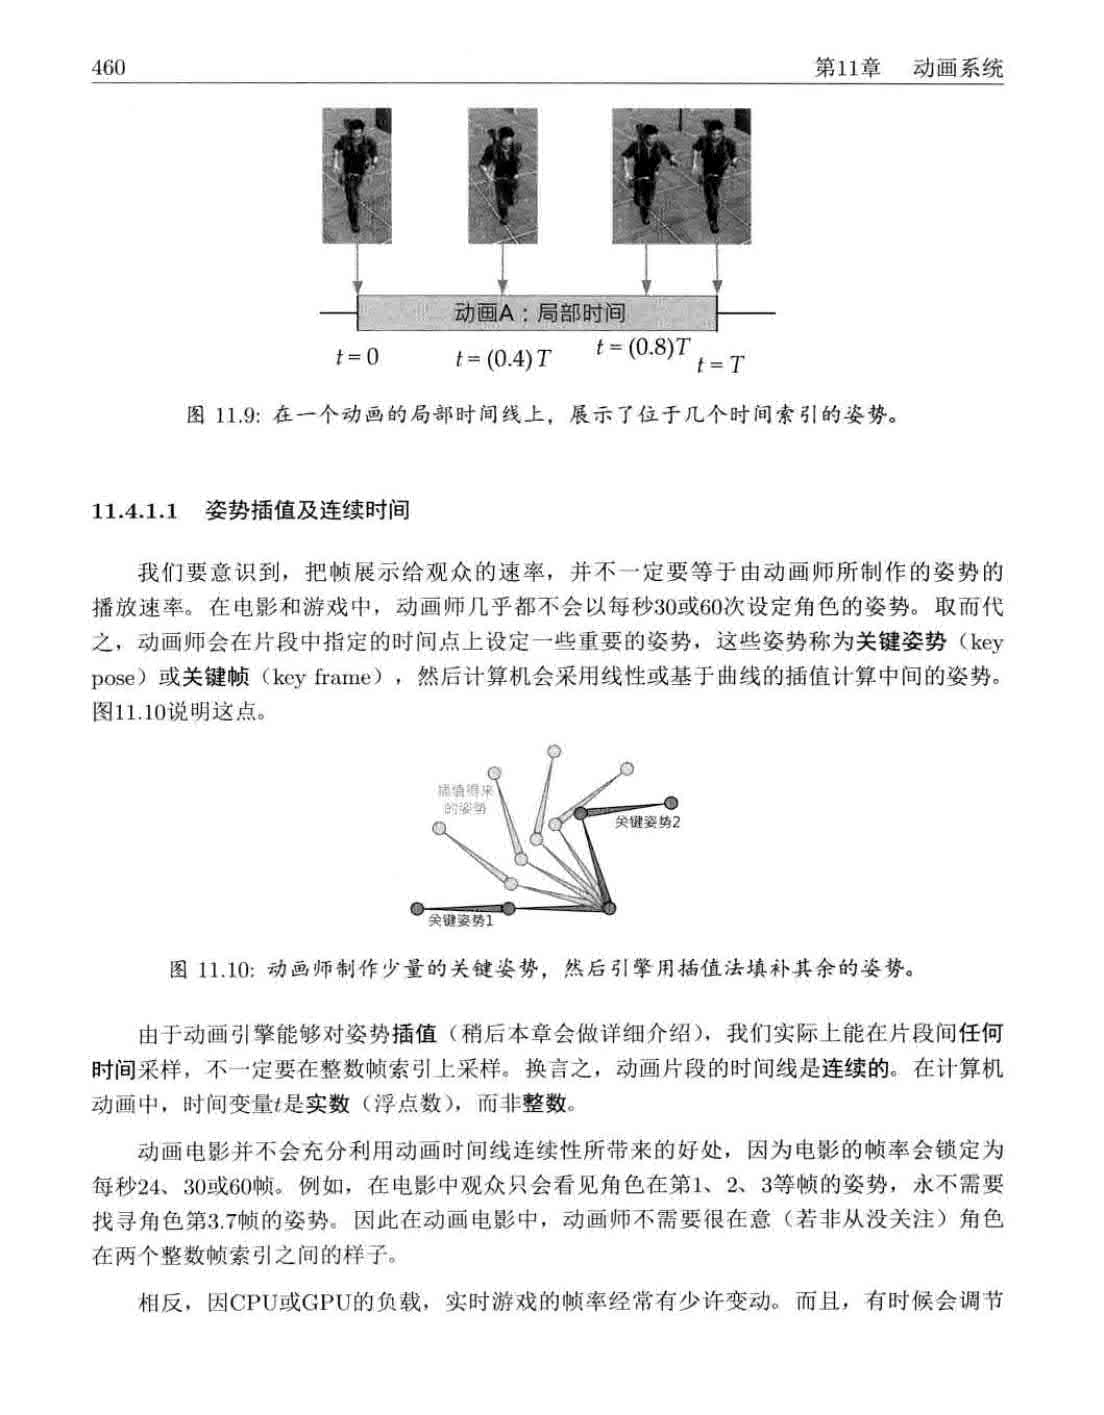 460
第11章 动画系统
动画A：局部时间
t = 0
t = (0.4) T
t = (0.8)T
t = T
图 11.9: 在一个动画的局部时间线上，展示了位于几个时间索引的姿势。
11.4.1.1 姿势插值及连续时间
我们要意识到，把帧展示给观众的速率，并不一定要等于由动画师所制作的姿势的
播放速率。在电影和游戏中，动画师几乎都不会以每秒30或60次设定角色的姿势。取而代
之，动画师会在片段中指定的时间点上设定一些重要的姿势，这些姿势称为关键姿势（key
pose）或关键帧（key frame），然后计算机会采用线性或基于曲线的插值计算中间的姿势。
图11.10说明这点。
插值得来
的姿势
关键姿势2
关键姿势1
图 11.10: 动画师制作少量的关键姿势，然后引擎用插值法填补其余的姿势。
由于动画引擎能够对姿势插值（稍后本章会做详细介绍），我们实际上能在片段间任何
时间采样，不一定要在整数帧索引上采样。换言之，动画片段的时间线是连续的。在计算机
动画中，时间变量t是实数（浮点数），而非整数。
动画电影并不会充分利用动画时间线连续性所带来的好处，因为电影的帧率会锁定为
每秒24、30或60帧。例如，在电影中观众只会看见角色在第1、2、3等帧的姿势，永不需要
找寻角色第3.7帧的姿势。因此在动画电影中，动画师不需要很在意（若非从没关注）角色
在两个整数帧索引之间的样子。
相反，因CPU或GPU的负载，实时游戏的帧率经常有少许变动。而且，有时候会调节